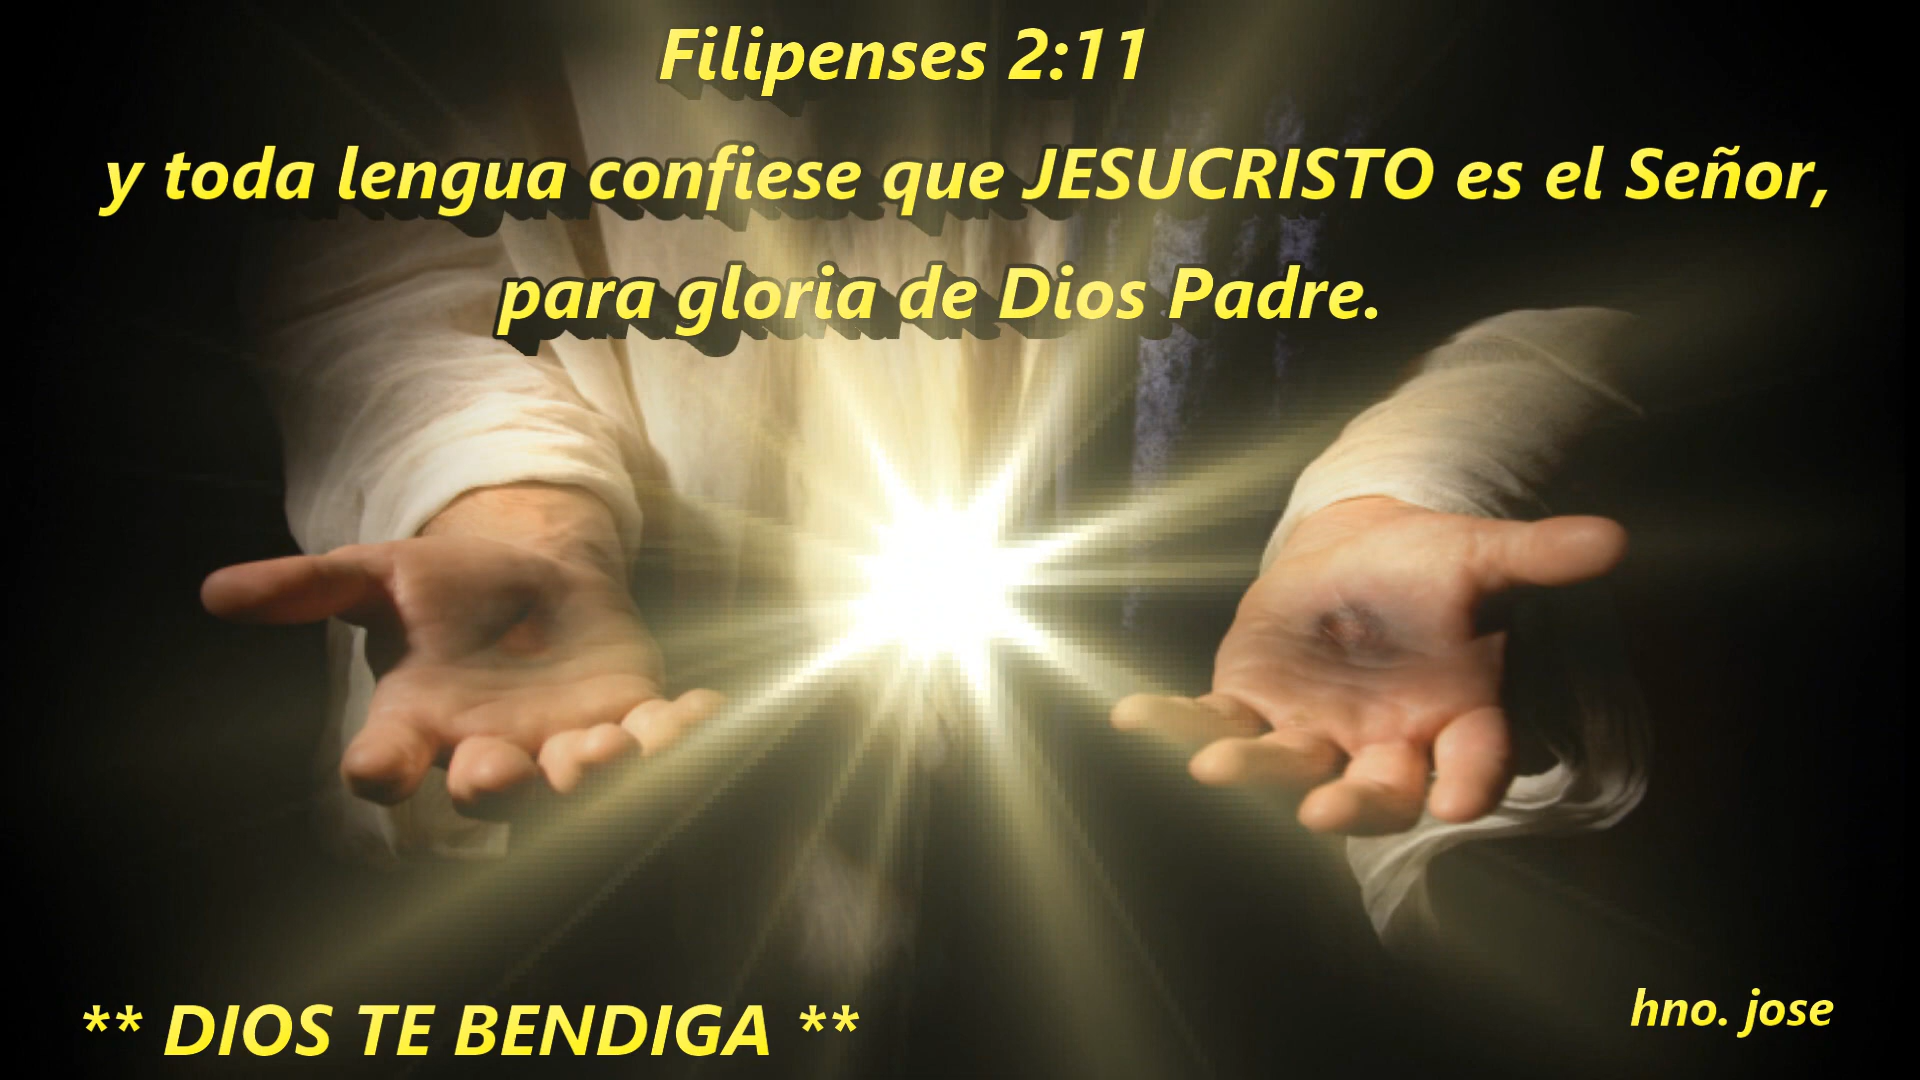 Filipenses 2:11
y toda lengua confiese que JESUCRISTO es el Señor,
para gloria de Dios Padre.
** DIOS TE BENDIGA **
hno. jose